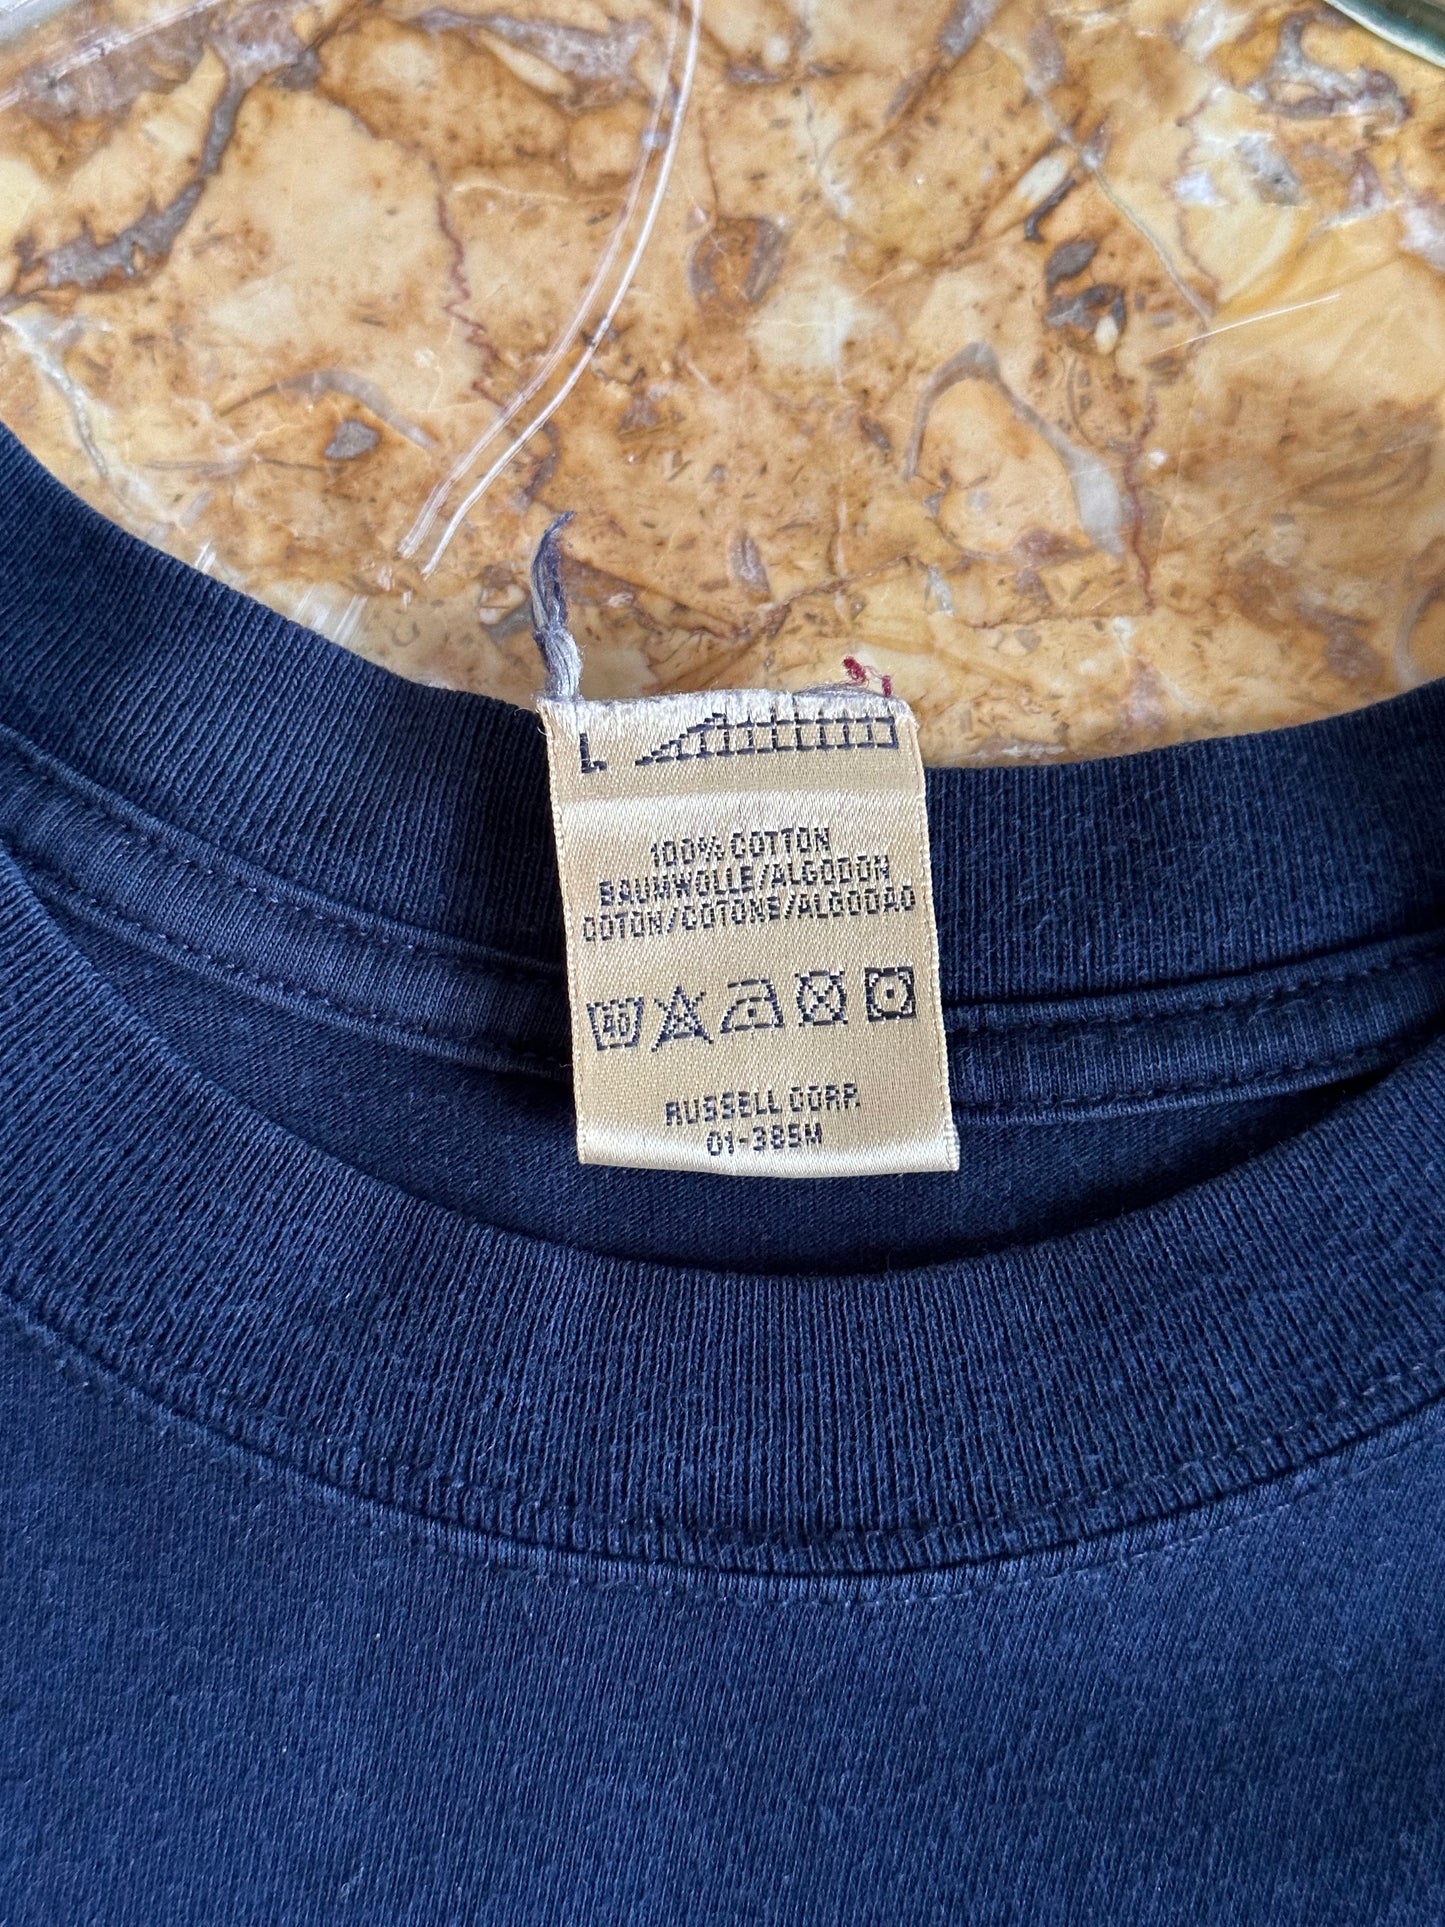 L
100% COTTON
BAUMWOLLE/ALGODON
COTON/COTONE/ALGODAO
40
RUSSELL CORP.
01-385M